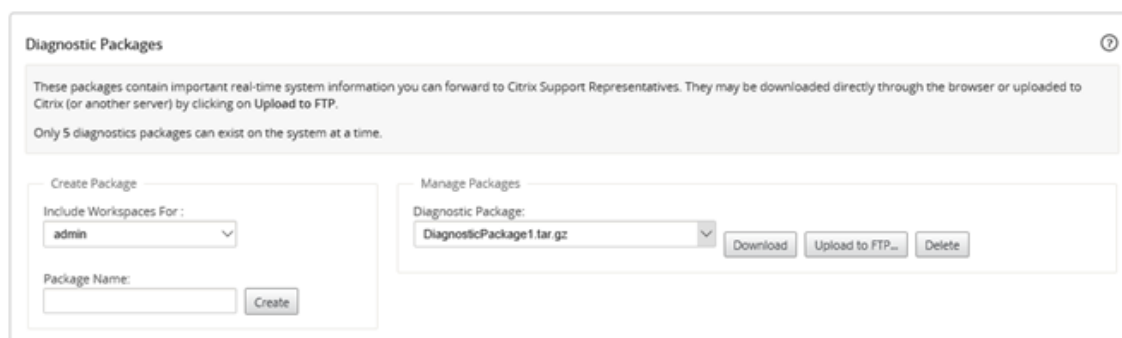 Diagnostic Packages
These packages contain important real-time system information you can forward to Citrix Support Representatives. They may be downloaded directly through the browser or uploaded to
Citrix (or another server) by clicking on Upload to FTP.
Only 5 diagnostics packages can exist on the system at a time.
Create Package
Include Workspaces For :
admin
Package Name:
Create
Manage Packages
Diagnostic Package:
DiagnosticPackage1.tar.gz
Download Upload to FTP... Delete